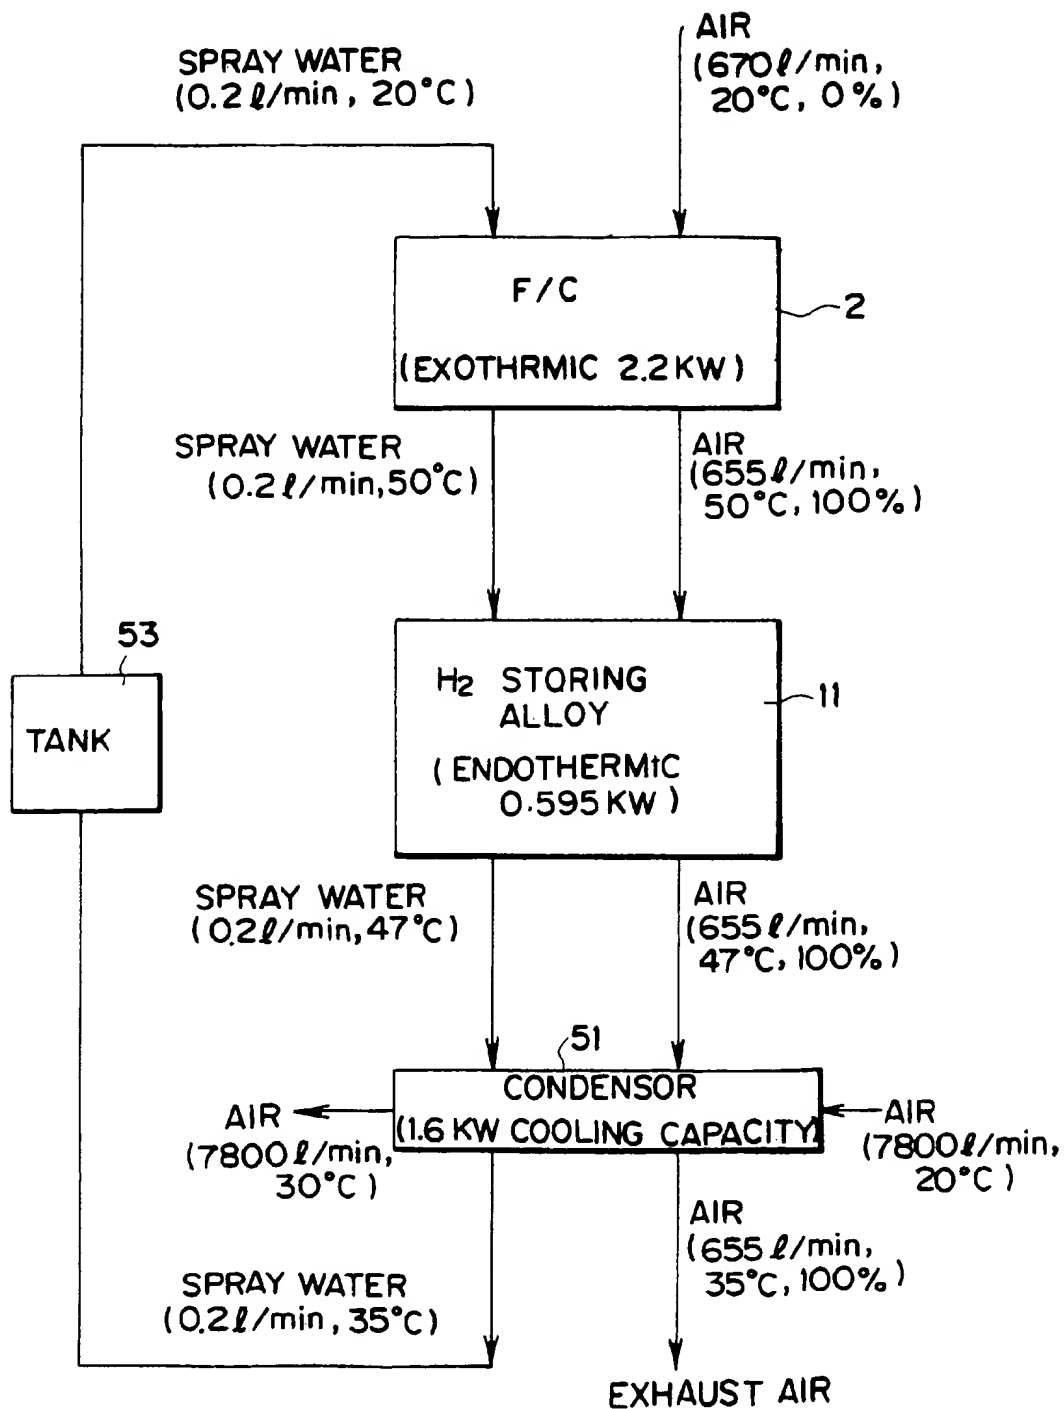 SPRAY WATER
(0.2ℓ/min, 20°C)
AIR
(670ℓ/min,
20°C, 0%)
F/C
(EXOTHRMIC 2.2KW)
2
SPRAY WATER
(0.2ℓ/min,50°C)
AIR
(655ℓ/min,
50°C, 100%)
53
TANK
H2 STORING
ALLOY
(ENDOTHERMIC
0.595KW)
11
SPRAY WATER
(0.2ℓ/min,47°C)
AIR
(655ℓ/min,
47°C, 100%)
51
CONDENSOR
(1.6 KW COOLING CAPACITY)
AIR
(7800ℓ/min,
30°C)
AIR
(7800ℓ/min,
20°C)
SPRAY WATER
(0.2ℓ/min, 35°C)
AIR
(655ℓ/min,
35°C, 100%)
EXHAUST AIR